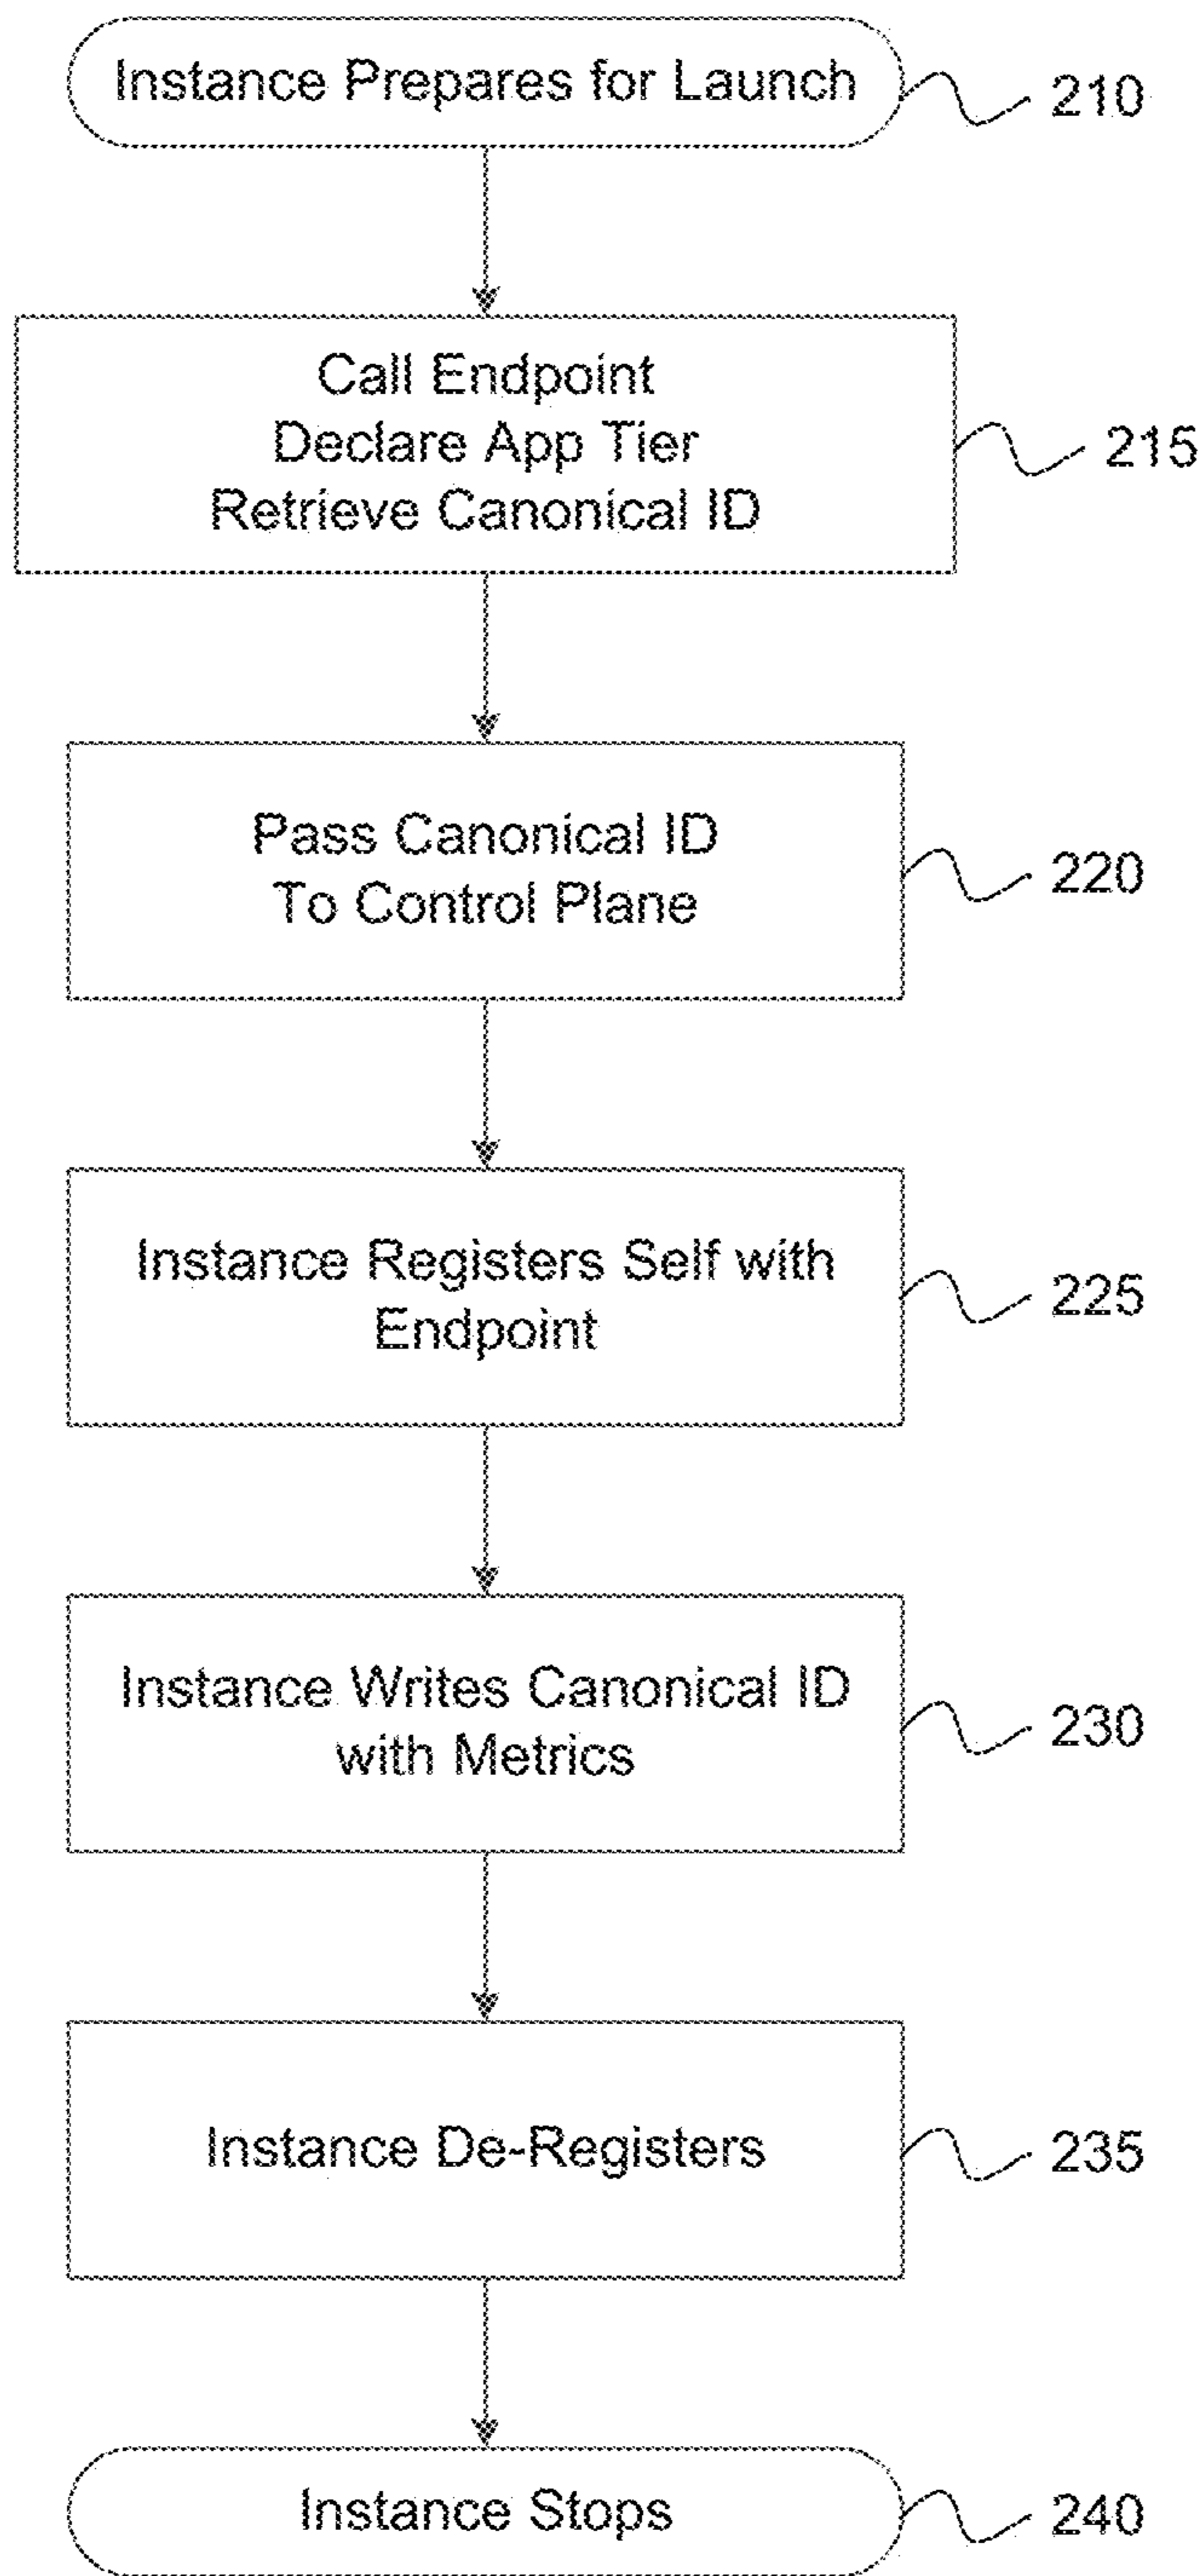 Instance Prepares for Launch
210
Call Endpoint
Declare App Tier
Retrieve Canonical ID
215
Pass Canonical ID
To Control Plane
220
Instance Registers Self with
Endpoint
225
Instance Writes Canonical ID
with Metrics
230
Instance De-Registers
235
Instance Stops
240